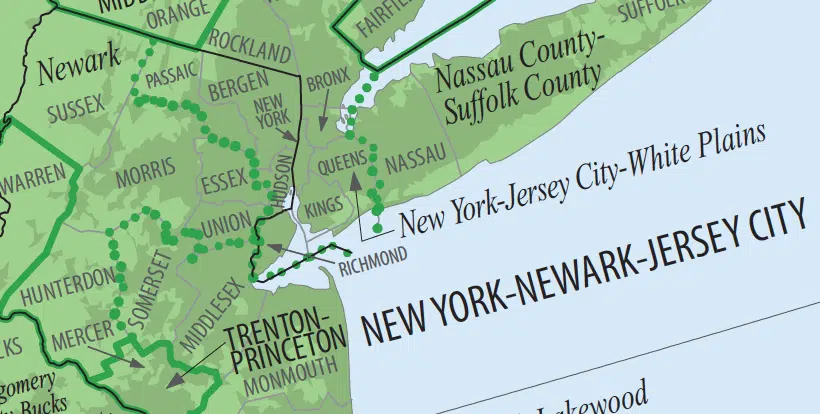 MIDD
ORANGE
FAIRFIEL
SUFFOLK
ROCKLAND
Newark
PASSAIC
BERGEN
BRONX
Nassau County-
Suffolk County
SUSSEX
NEW
YORK
WARREN
MORRIS
ESSEX
HUDSON
QUEENS
NASSAU
New York-Jersey City-White Plains
UNION
KINGS
RICHMOND
NEW YORK-NEWARK-JERSEY CITY
HUNTERDON
SOMERSET
MIDDLESEX
MERCER
TRENTON-
PRINCETON
MONMOUTH
CKS
gomery
ty Bucks
Lakewood